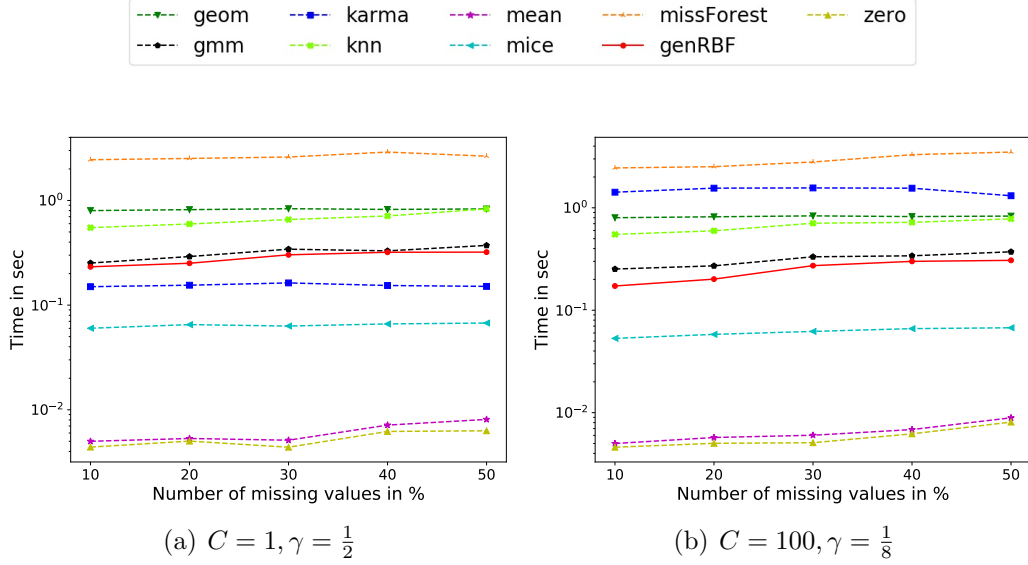 geom karma mean missForest zero
gmm knn mice genRBF
Time in sec
10^0
10^-1
10^-2
10 20 30 40 50
Number of missing values in %
(a) C = 1, γ = 1/2
Time in sec
10^0
10^-1
10^-2
10 20 30 40 50
Number of missing values in %
(b) C = 100, γ = 1/8